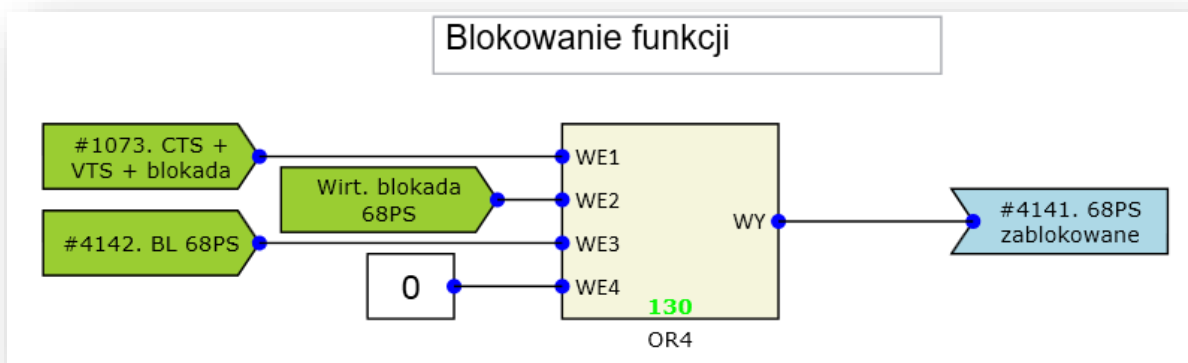 Blokowanie funkcji
#1073. CTS +
VTS + blokada
Wirt. blokada
68PS
#4142. BL 68PS
0
WE1
WE2
WE3
WE4
WY
130
OR4
#4141. 68PS
zablokowane